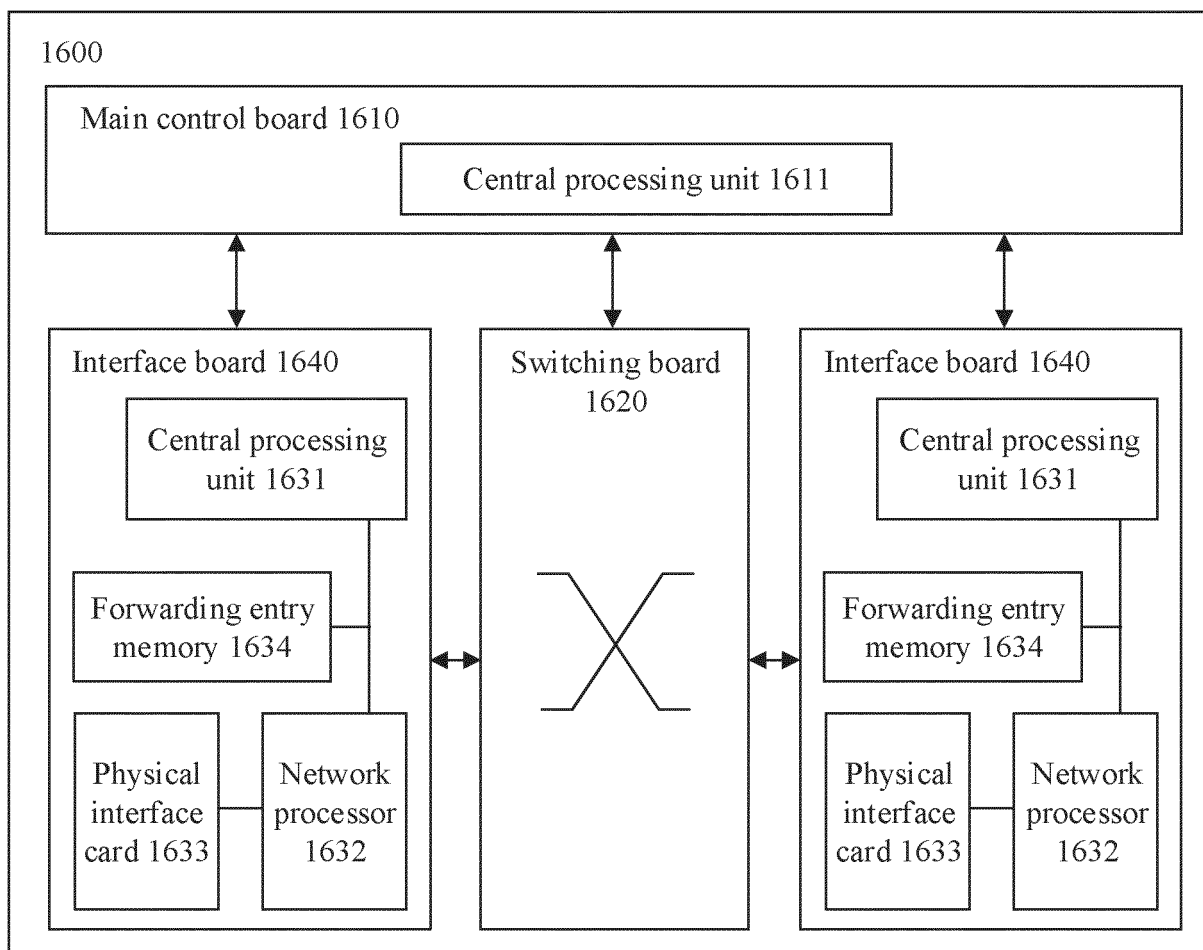 1600
Main control board 1610
Central processing unit 1611
Interface board 1640
Central processing
unit 1631
Forwarding entry
memory 1634
Physical
interface
card 1633
Network
processor
1632
Switching board
1620
Interface board 1640
Central processing
unit 1631
Forwarding entry
memory 1634
Physical
interface
card 1633
Network
processor
1632